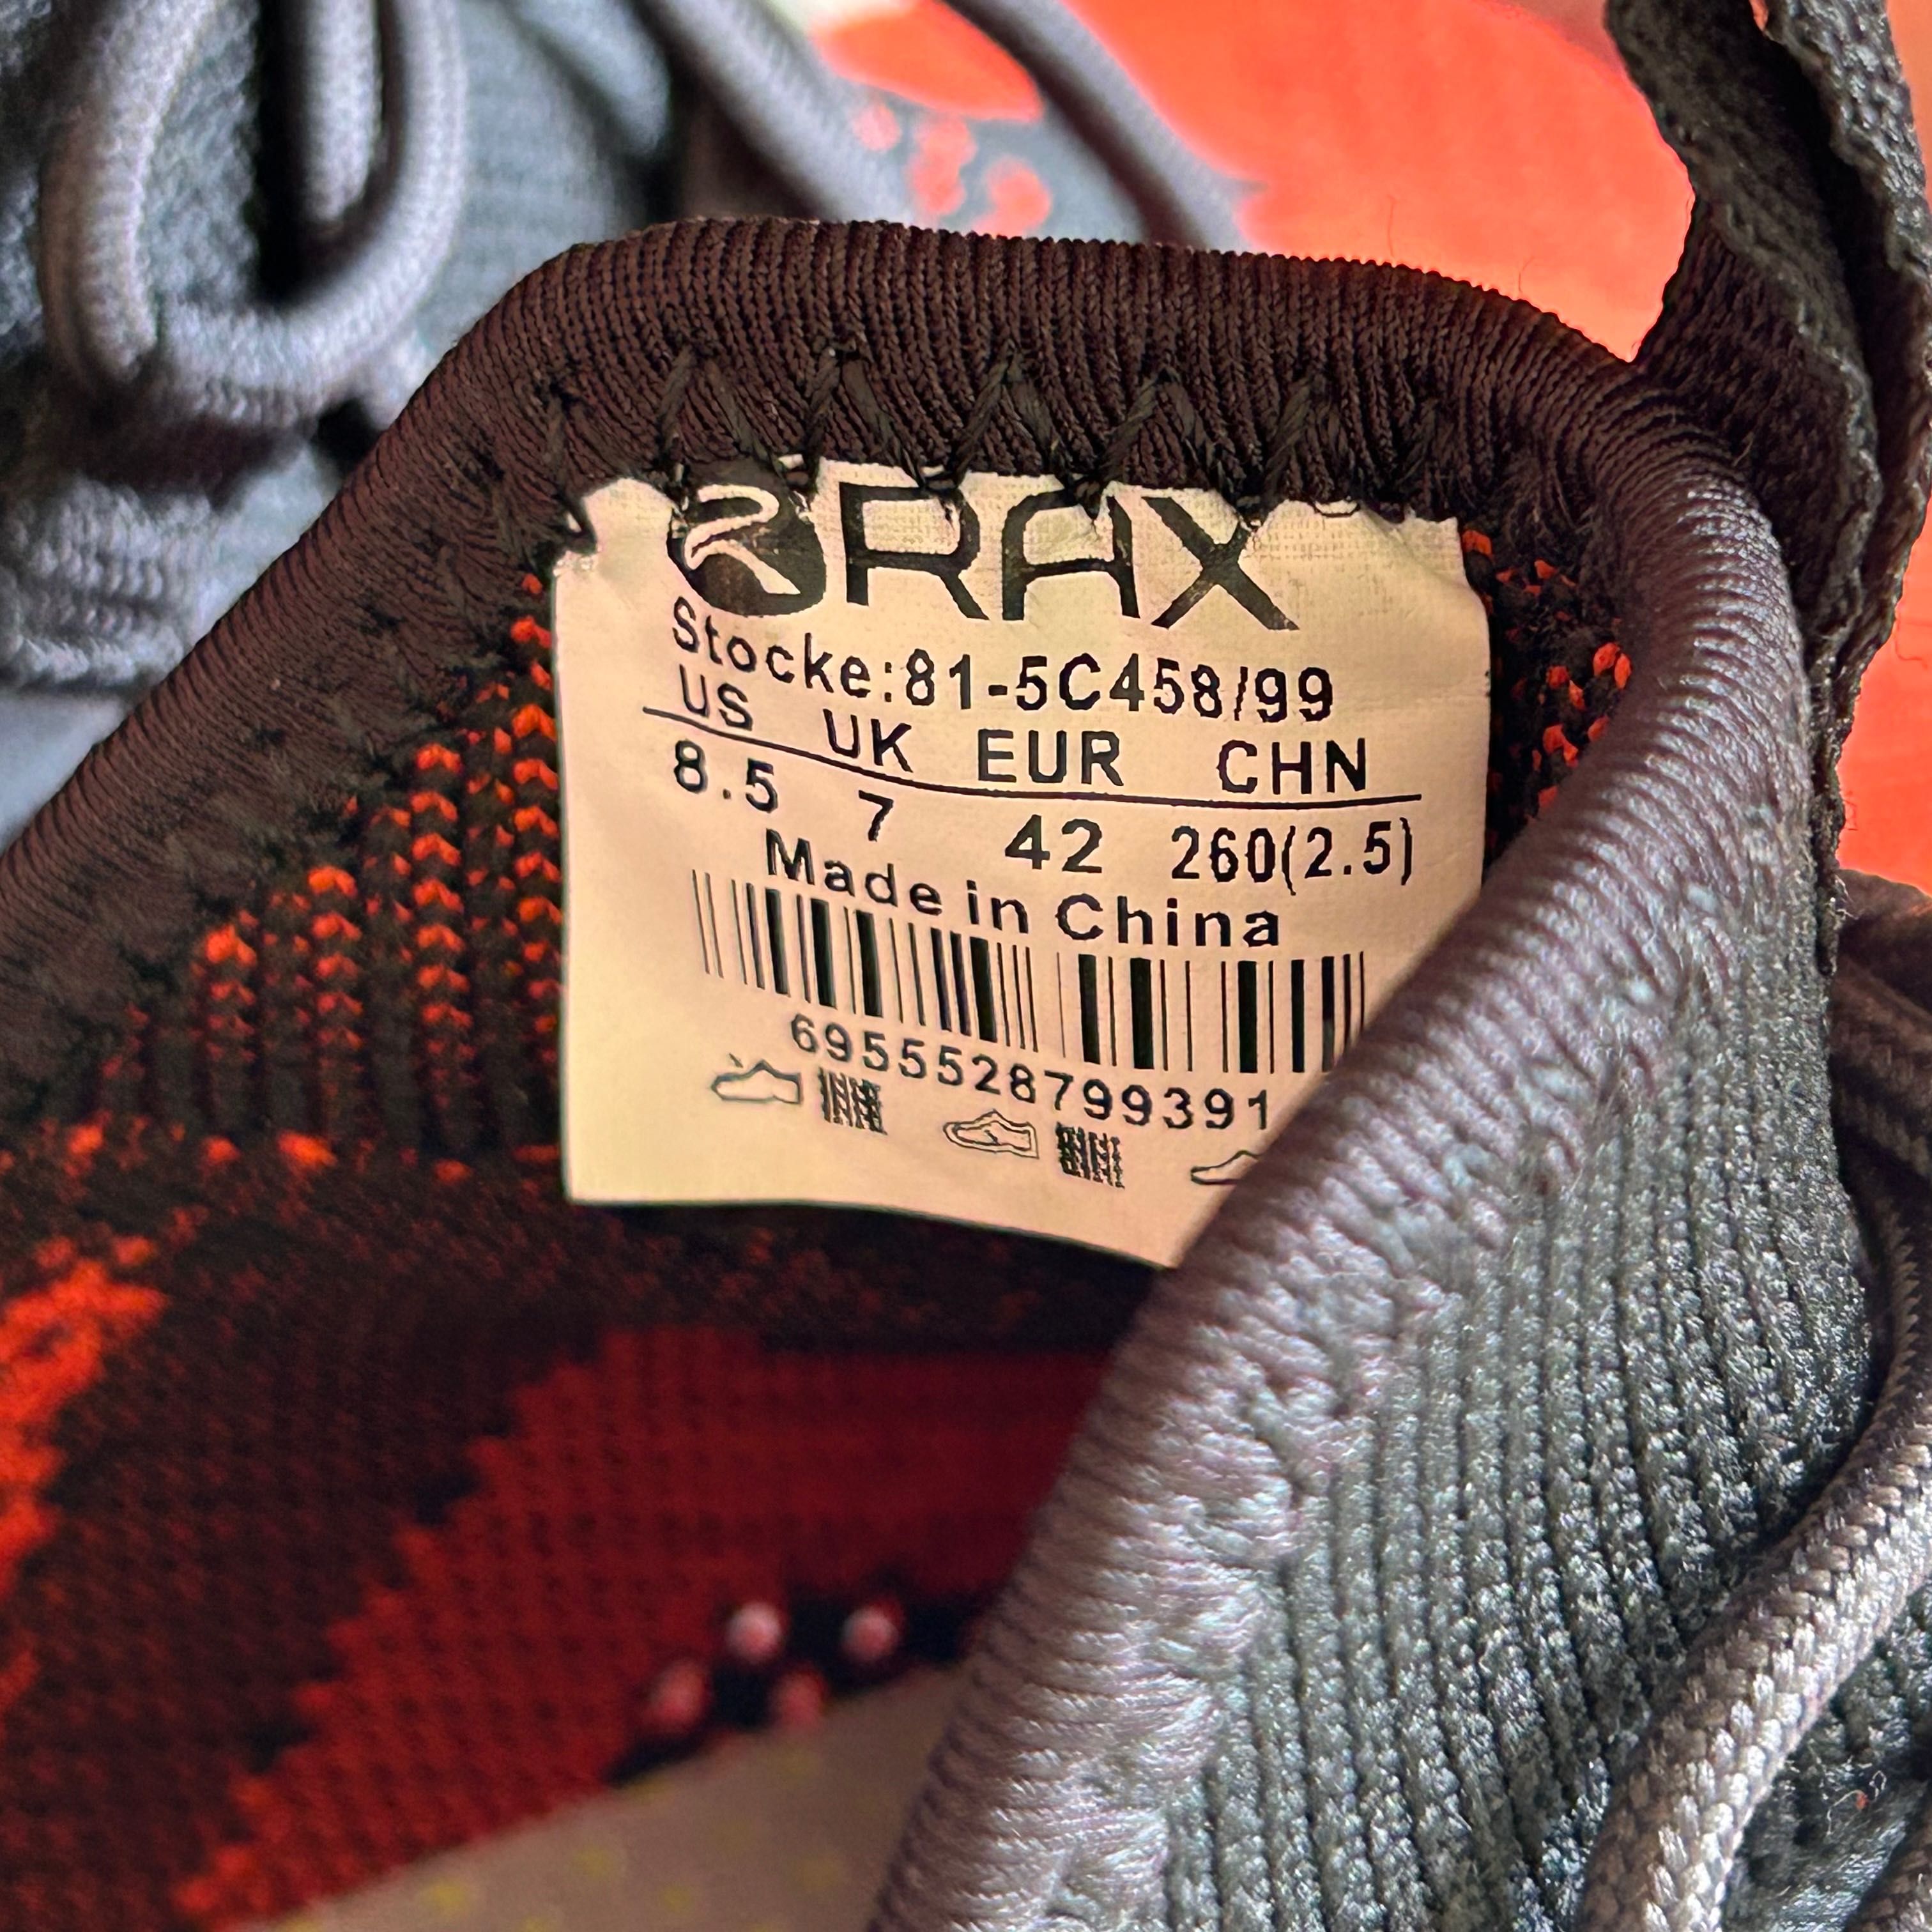 RAX
Stocke:81-5C458/99
US UK EUR CHN
8.5 7 42 260(2.5)
Made in China
6955528799391